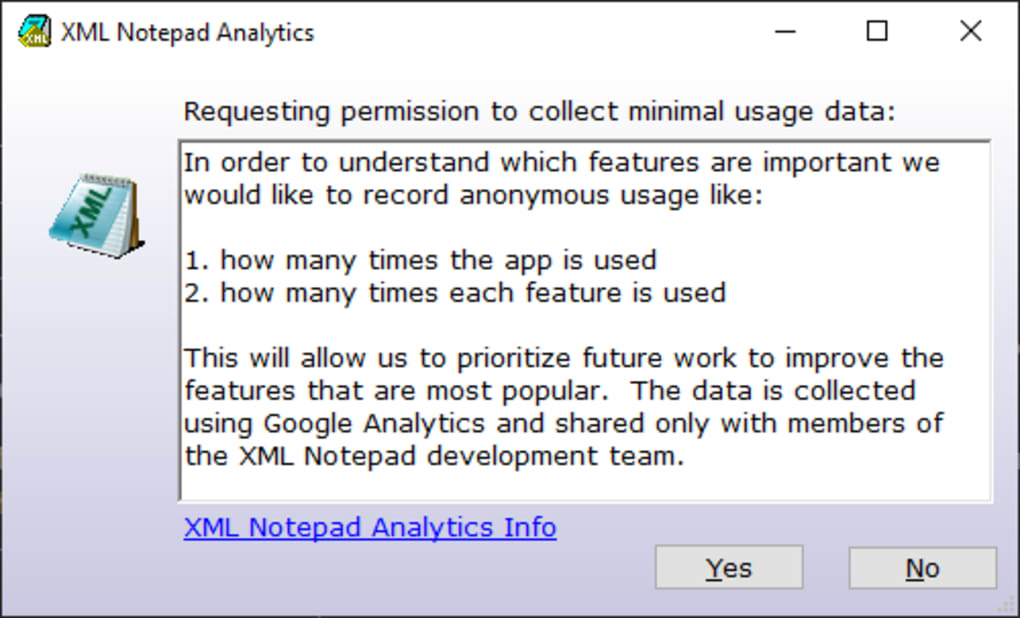 XML Notepad Analytics
Requesting permission to collect minimal usage data:
In order to understand which features are important we
would like to record anonymous usage like:
1. how many times the app is used
2. how many times each feature is used
This will allow us to prioritize future work to improve the
features that are most popular.  The data is collected
using Google Analytics and shared only with members of
the XML Notepad development team.
XML
XML Notepad Analytics Info
Yes
No